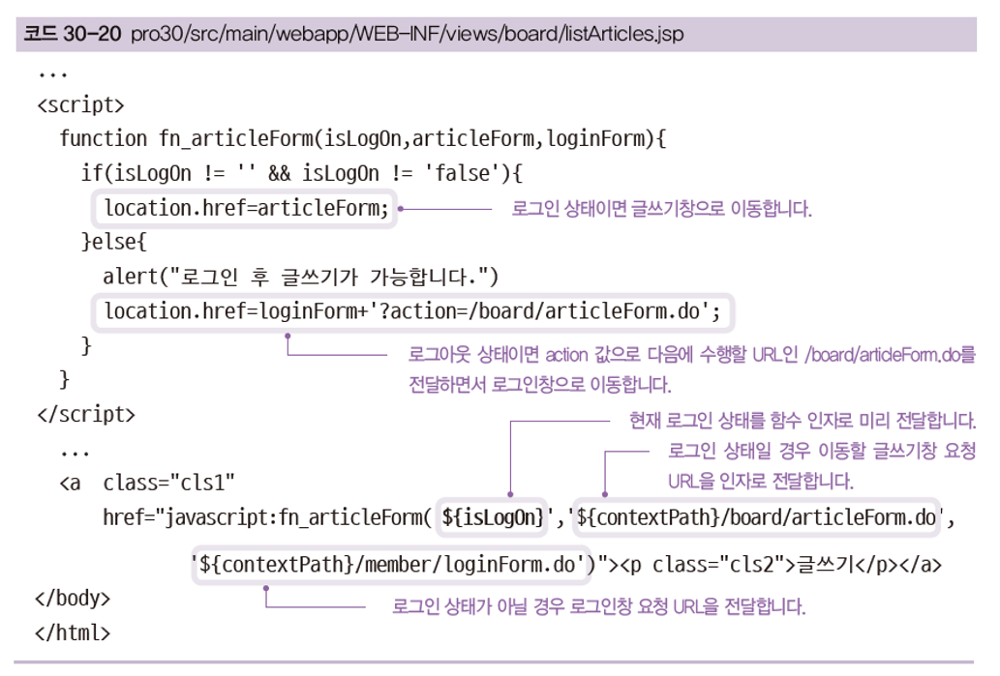 코드 30-20 pro30/src/main/webapp/WEB-INF/views/board/listArticles.jsp
...
<script>
function fn_articleForm(isLogOn,articleForm,loginForm){
if(isLogOn != '' && isLogOn != 'false'){
location.href=articleForm; 로그인 상태이면 글쓰기창으로 이동합니다.
}else{
alert("로그인 후 글쓰기가 가능합니다.")
location.href=loginForm+'?action=/board/articleForm.do';
}
로그아웃 상태이면 action 값으로 다음에 수행할 URL인 /board/articleForm.do를
}
전달하면서 로그인창으로 이동합니다.
</script>
현재 로그인 상태를 함수 인자로 미리 전달합니다.
...
로그인 상태일 경우 이동할 글쓰기창 요청
URL을 인자로 전달합니다.
<a class="cls1"
href="javascript:fn_articleForm( ${isLogOn}','${contextPath}/board/articleForm.do',
'${contextPath}/member/loginForm.do')"><p class="cls2">글쓰기</p></a>
</body>
로그인 상태가 아닐 경우 로그인창 요청 URL을 전달합니다.
</html>